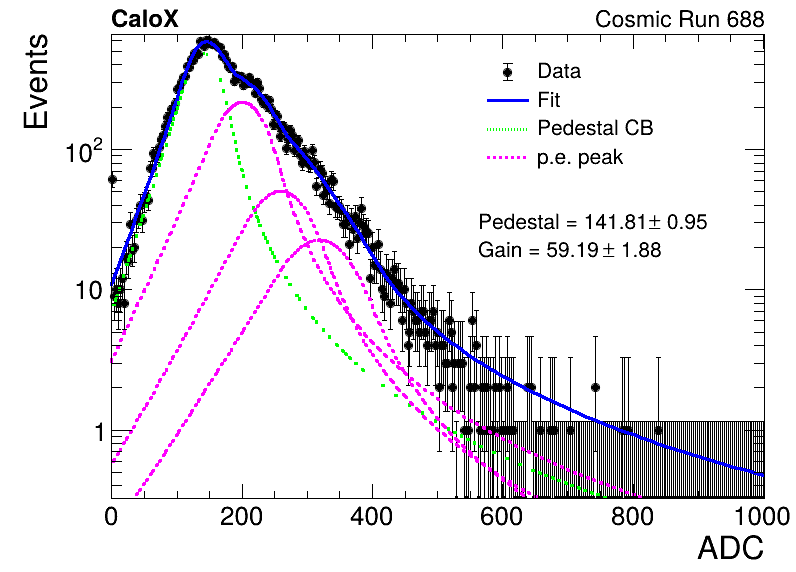 CaloX Cosmic Run 688
Events
Data
Fit
Pedestal CB
p.e. peak
Pedestal = 141.81± 0.95
Gain = 59.19 ± 1.88
10²
10
1
0 200 400 600 800 1000
ADC